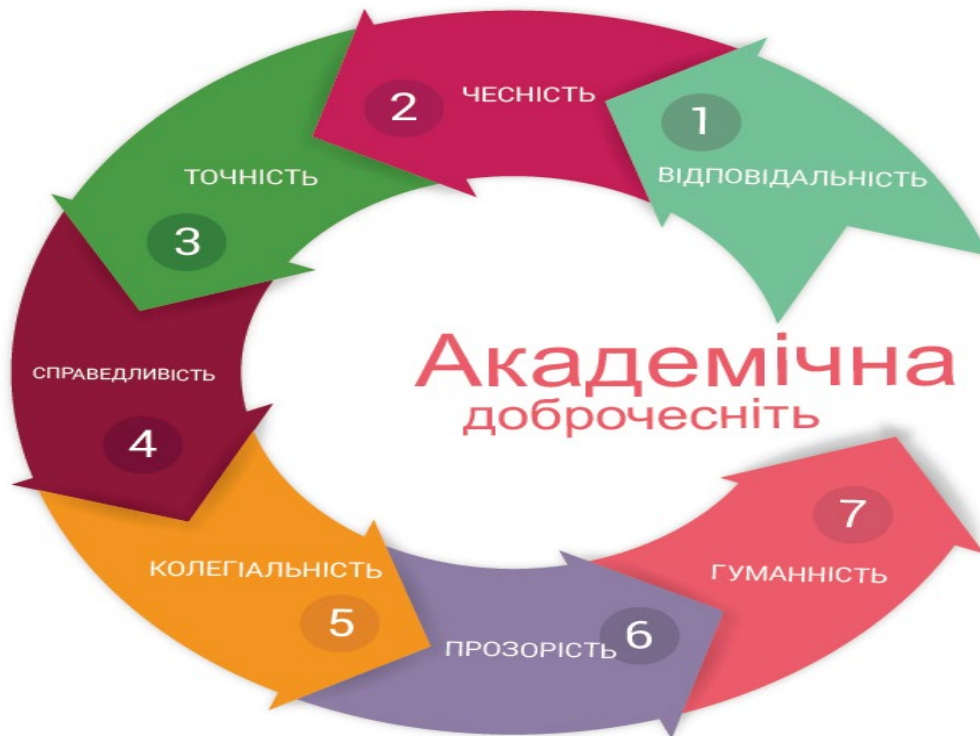 1
ВІДПОВІДАЛЬНІСТЬ
2
ЧЕСНІСТЬ
ТОЧНІСТЬ
3
СПРАВЕДЛИВІСТЬ
4
КОЛЕГІАЛЬНІСТЬ
5
ПРОЗОРІСТЬ
6
7
ГУМАННІСТЬ
Академічна
доброчесніть